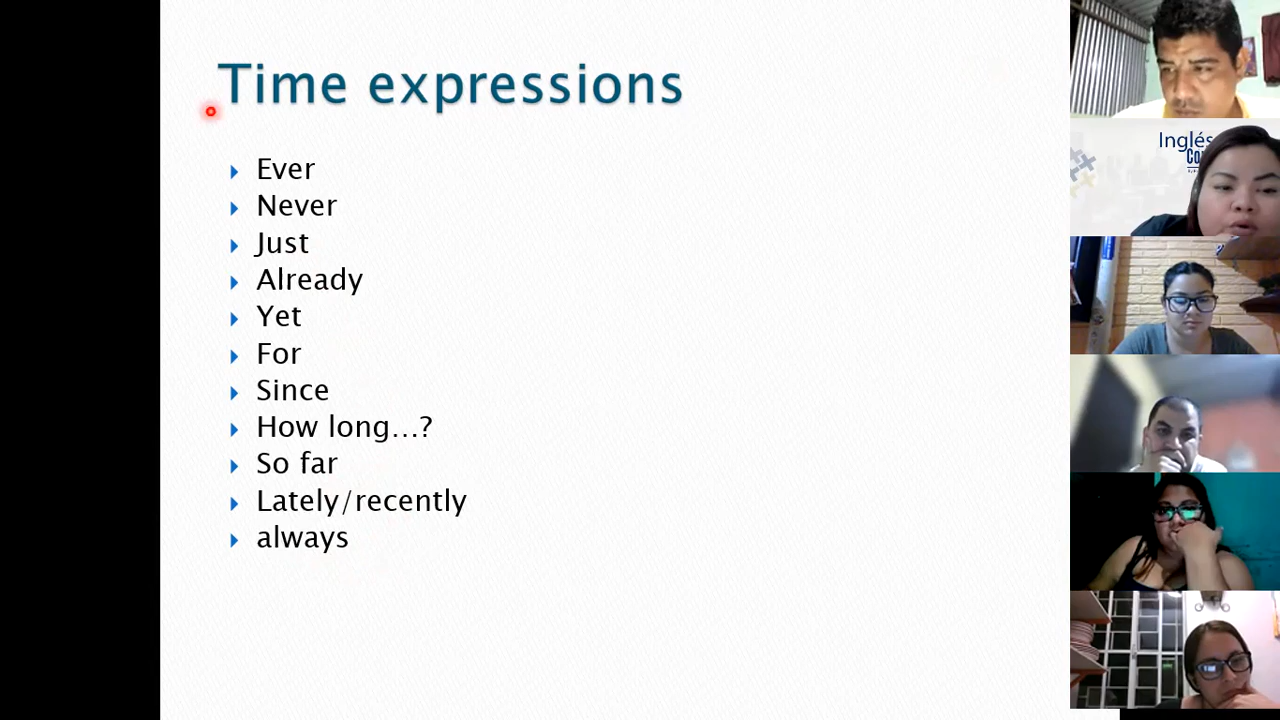 Time expressions
Ever
Never
Just
Already
Yet
For
Since
How long...?
So far
Lately/recently
always
Inglés